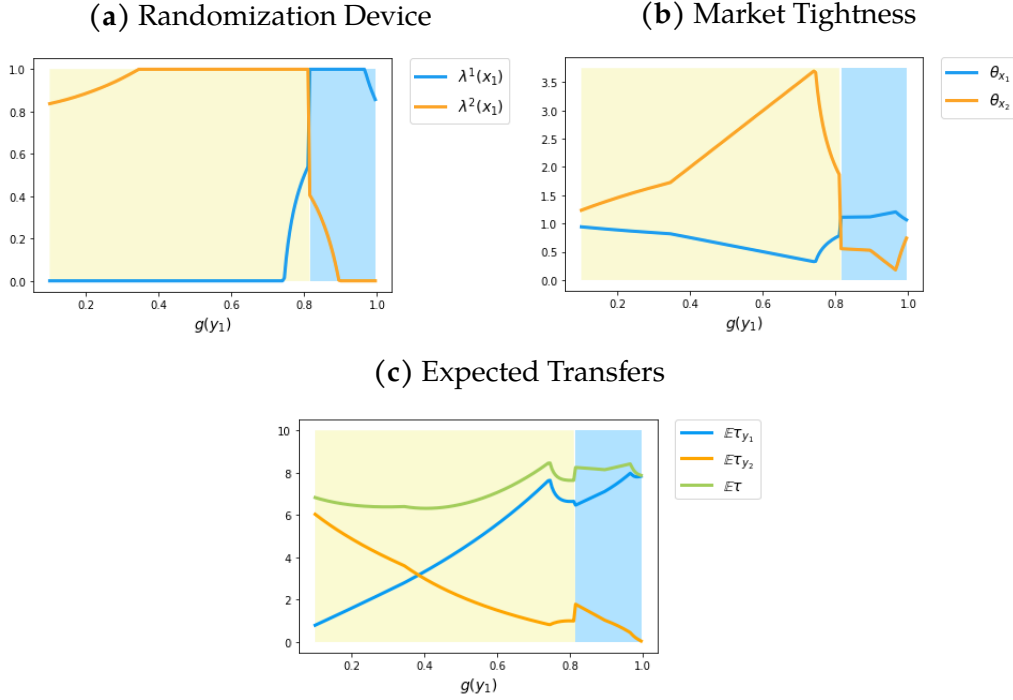 (a) Randomization Device
1.0
0.8
0.6
0.4
0.2
0.0
0.2 0.4 0.6 0.8 1.0
g(y₁)
λ¹(x₁)
λ²(x₁)
(b) Market Tightness
3.5
3.0
2.5
2.0
1.5
1.0
0.5
0.0
0.2 0.4 0.6 0.8 1.0
g(y₁)
θₓ₁
θₓ₂
(c) Expected Transfers
10
8
6
4
2
0
0.2 0.4 0.6 0.8 1.0
g(y₁)
𝔼τ_y₁
𝔼τ_y₂
𝔼τ